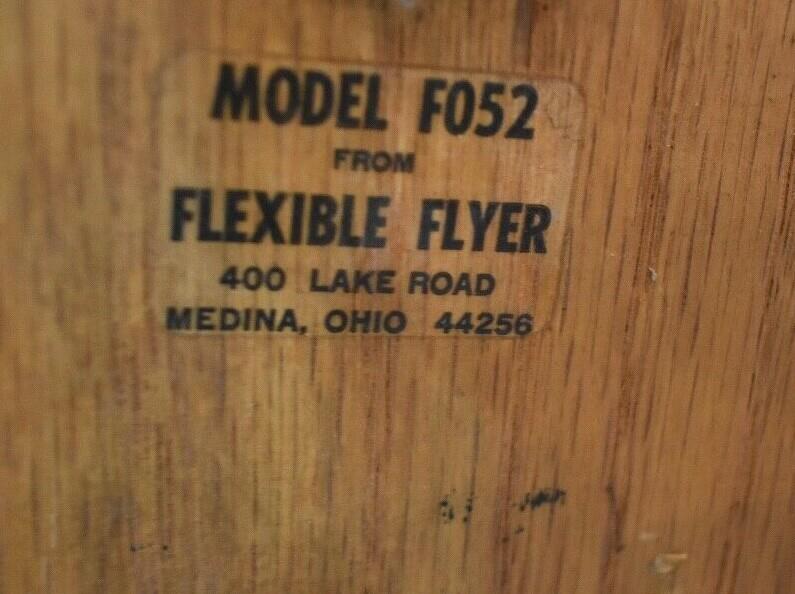 MODEL F052
FROM
FLEXIBLE FLYER
400 LAKE ROAD
MEDINA, OHIO 44256